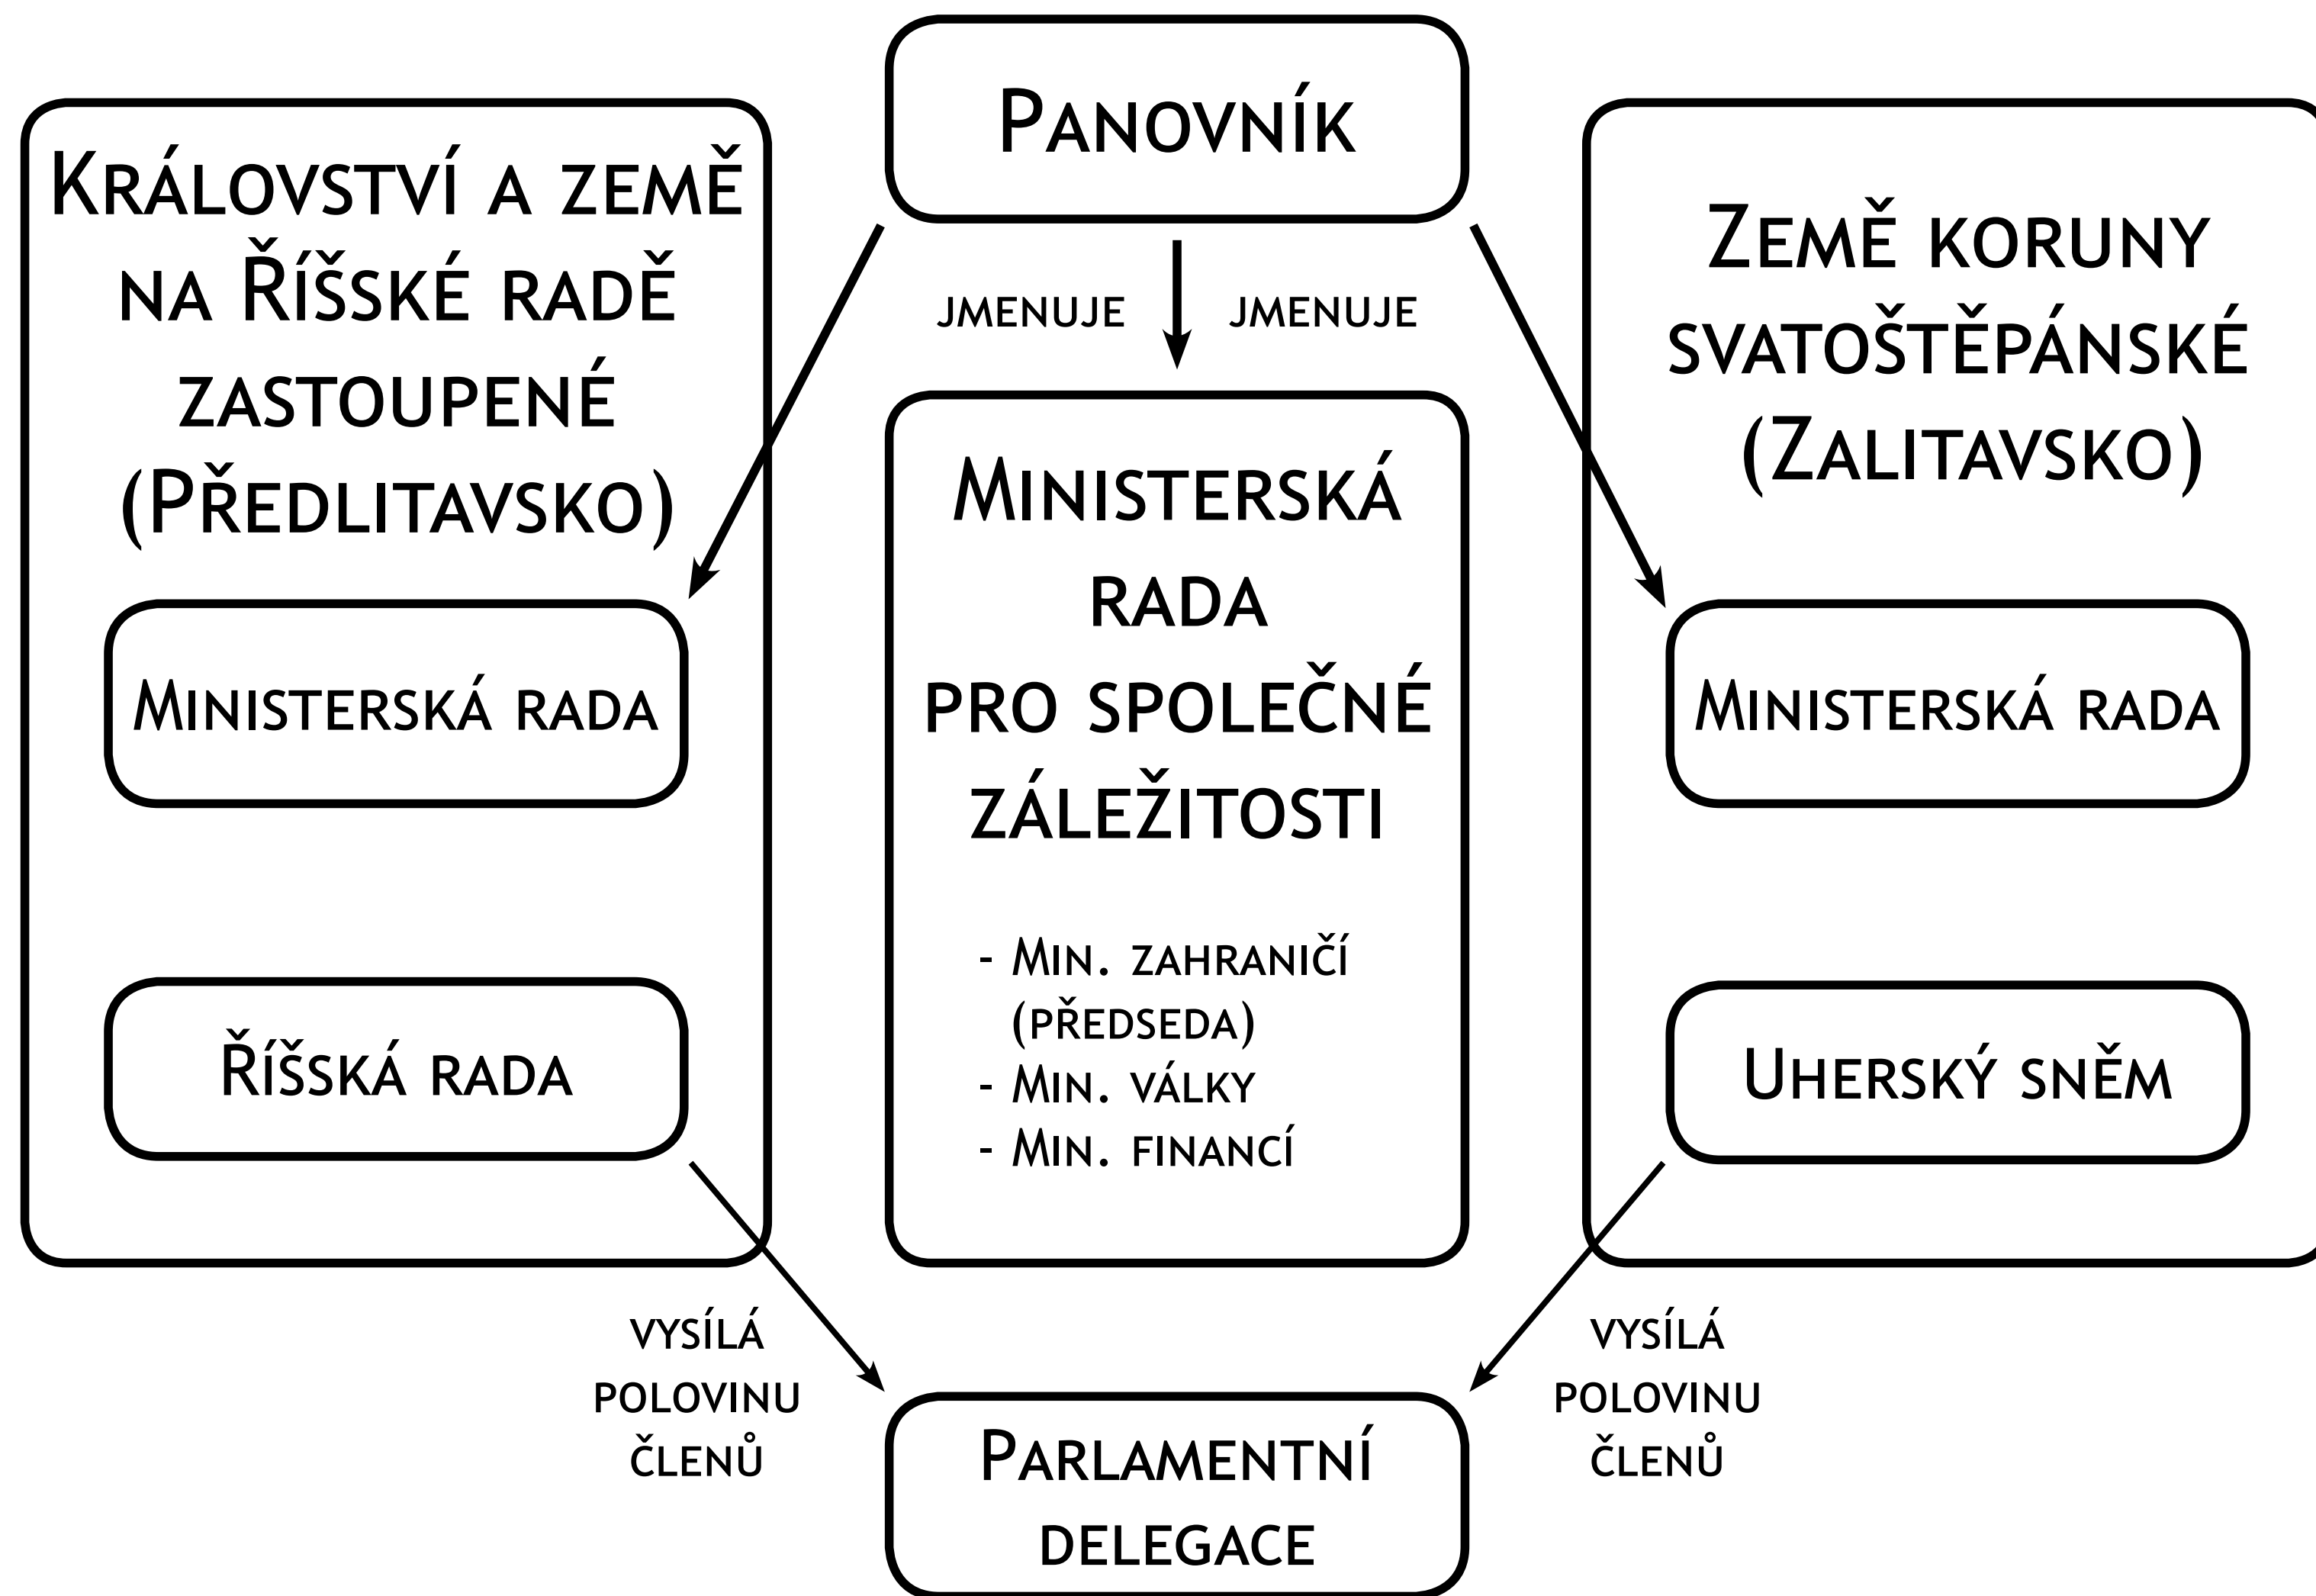 Panovník
Království a země
na Říšské radě
zastoupené
(Předlitavsko)
Ministerská rada
Říšská rada
jmenuje
jmenuje
Ministerská
rada
pro společné
záležitosti
- Min. zahraničí
(předseda)
- Min. války
- Min. financí
Země koruny
svatoštěpánské
(Zalitavsko)
Ministerská rada
Uherský sněm
vysílá
polovinu
členů
vysílá
polovinu
členů
Parlamentní
delegace